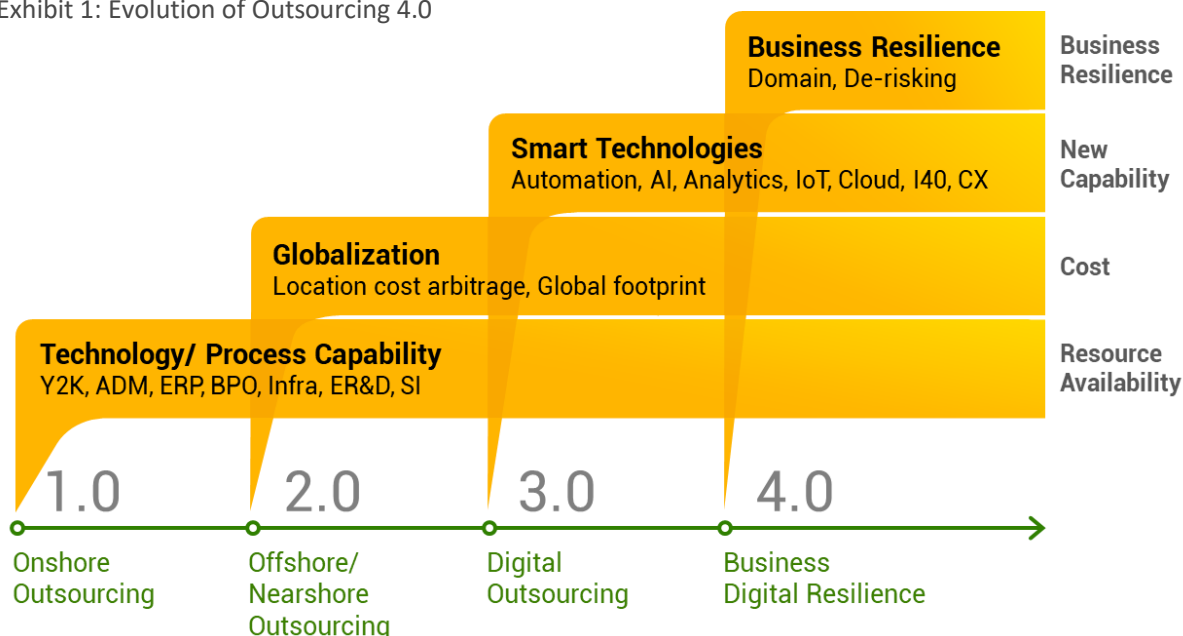 Exhibit 1: Evolution of Outsourcing 4.0
Business Resilience
Domain, De-risking
Business
Resilience
Smart Technologies
Automation, AI, Analytics, IoT, Cloud, I40, CX
New
Capability
Globalization
Location cost arbitrage, Global footprint
Cost
Technology/ Process Capability
Y2K, ADM, ERP, BPO, Infra, ER&D, SI
Resource
Availability
1.0
2.0
3.0
4.0
Onshore
Outsourcing
Offshore/
Nearshore
Outsourcing
Digital
Outsourcing
Business
Digital Resilience